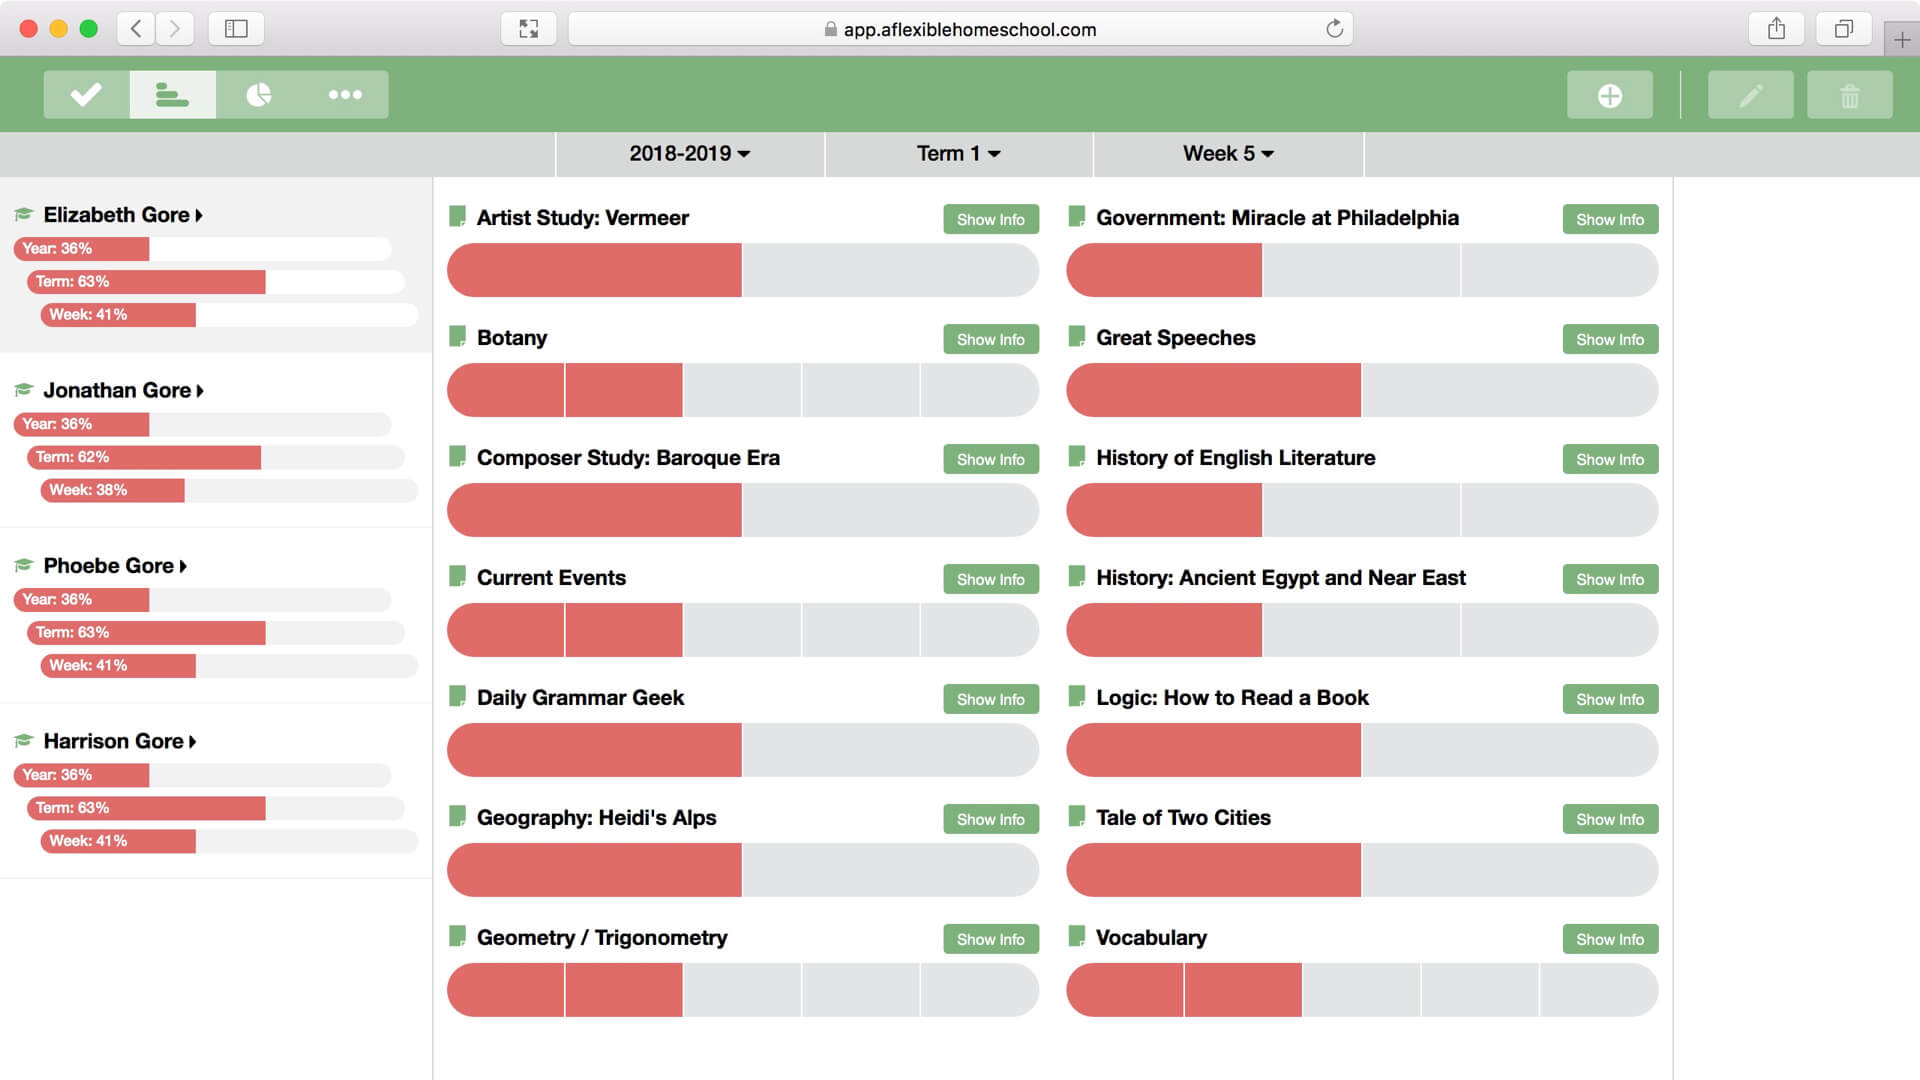 app.aflexiblehomeschool.com
2018-2019
Term 1
Week 5
Elizabeth Gore
Year: 36%
Term: 63%
Week: 41%
Jonathan Gore
Year: 36%
Term: 62%
Week: 38%
Phoebe Gore
Year: 36%
Term: 63%
Week: 41%
Harrison Gore
Year: 36%
Term: 63%
Week: 41%
Artist Study: Vermeer
Show Info
Botany
Show Info
Composer Study: Baroque Era
Show Info
Current Events
Show Info
Daily Grammar Geek
Show Info
Geography: Heidi's Alps
Show Info
Geometry / Trigonometry
Show Info
Government: Miracle at Philadelphia
Show Info
Great Speeches
Show Info
History of English Literature
Show Info
History: Ancient Egypt and Near East
Show Info
Logic: How to Read a Book
Show Info
Tale of Two Cities
Show Info
Vocabulary
Show Info